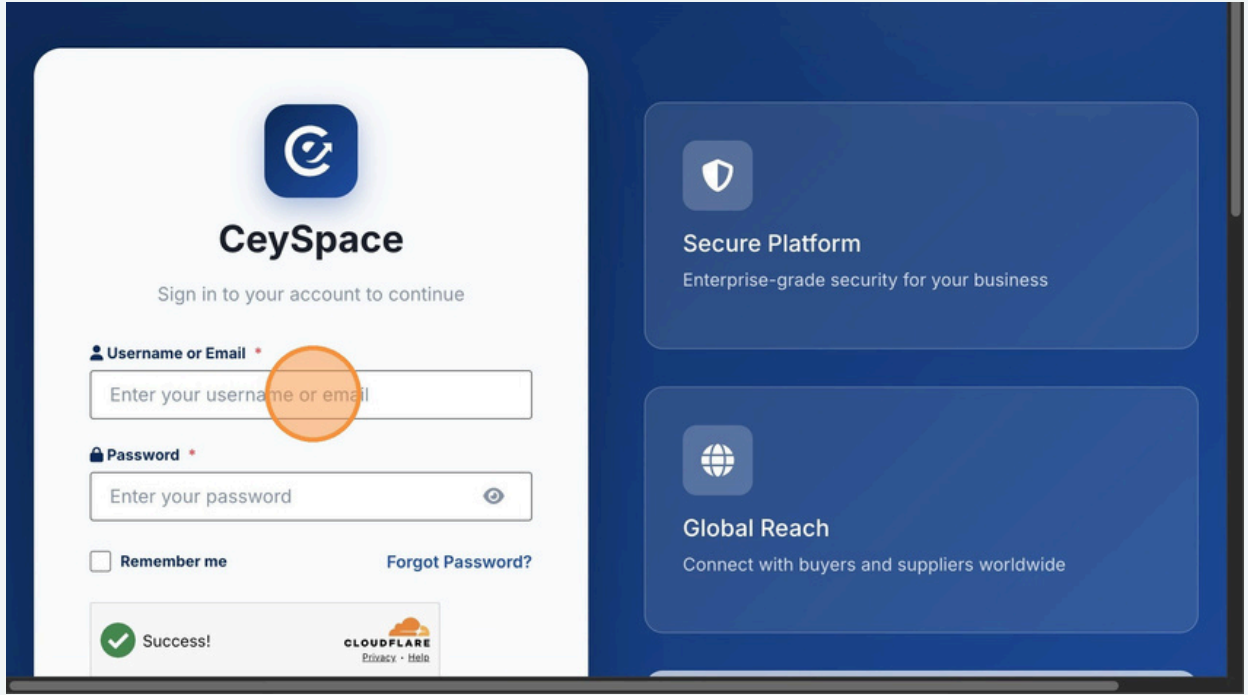 CeySpace
Sign in to your account to continue
Username or Email *
Enter your username or email
Password *
Enter your password
Remember me
Forgot Password?
Success!
CLOUDFLARE
Privacy • Help
Secure Platform
Enterprise-grade security for your business
Global Reach
Connect with buyers and suppliers worldwide